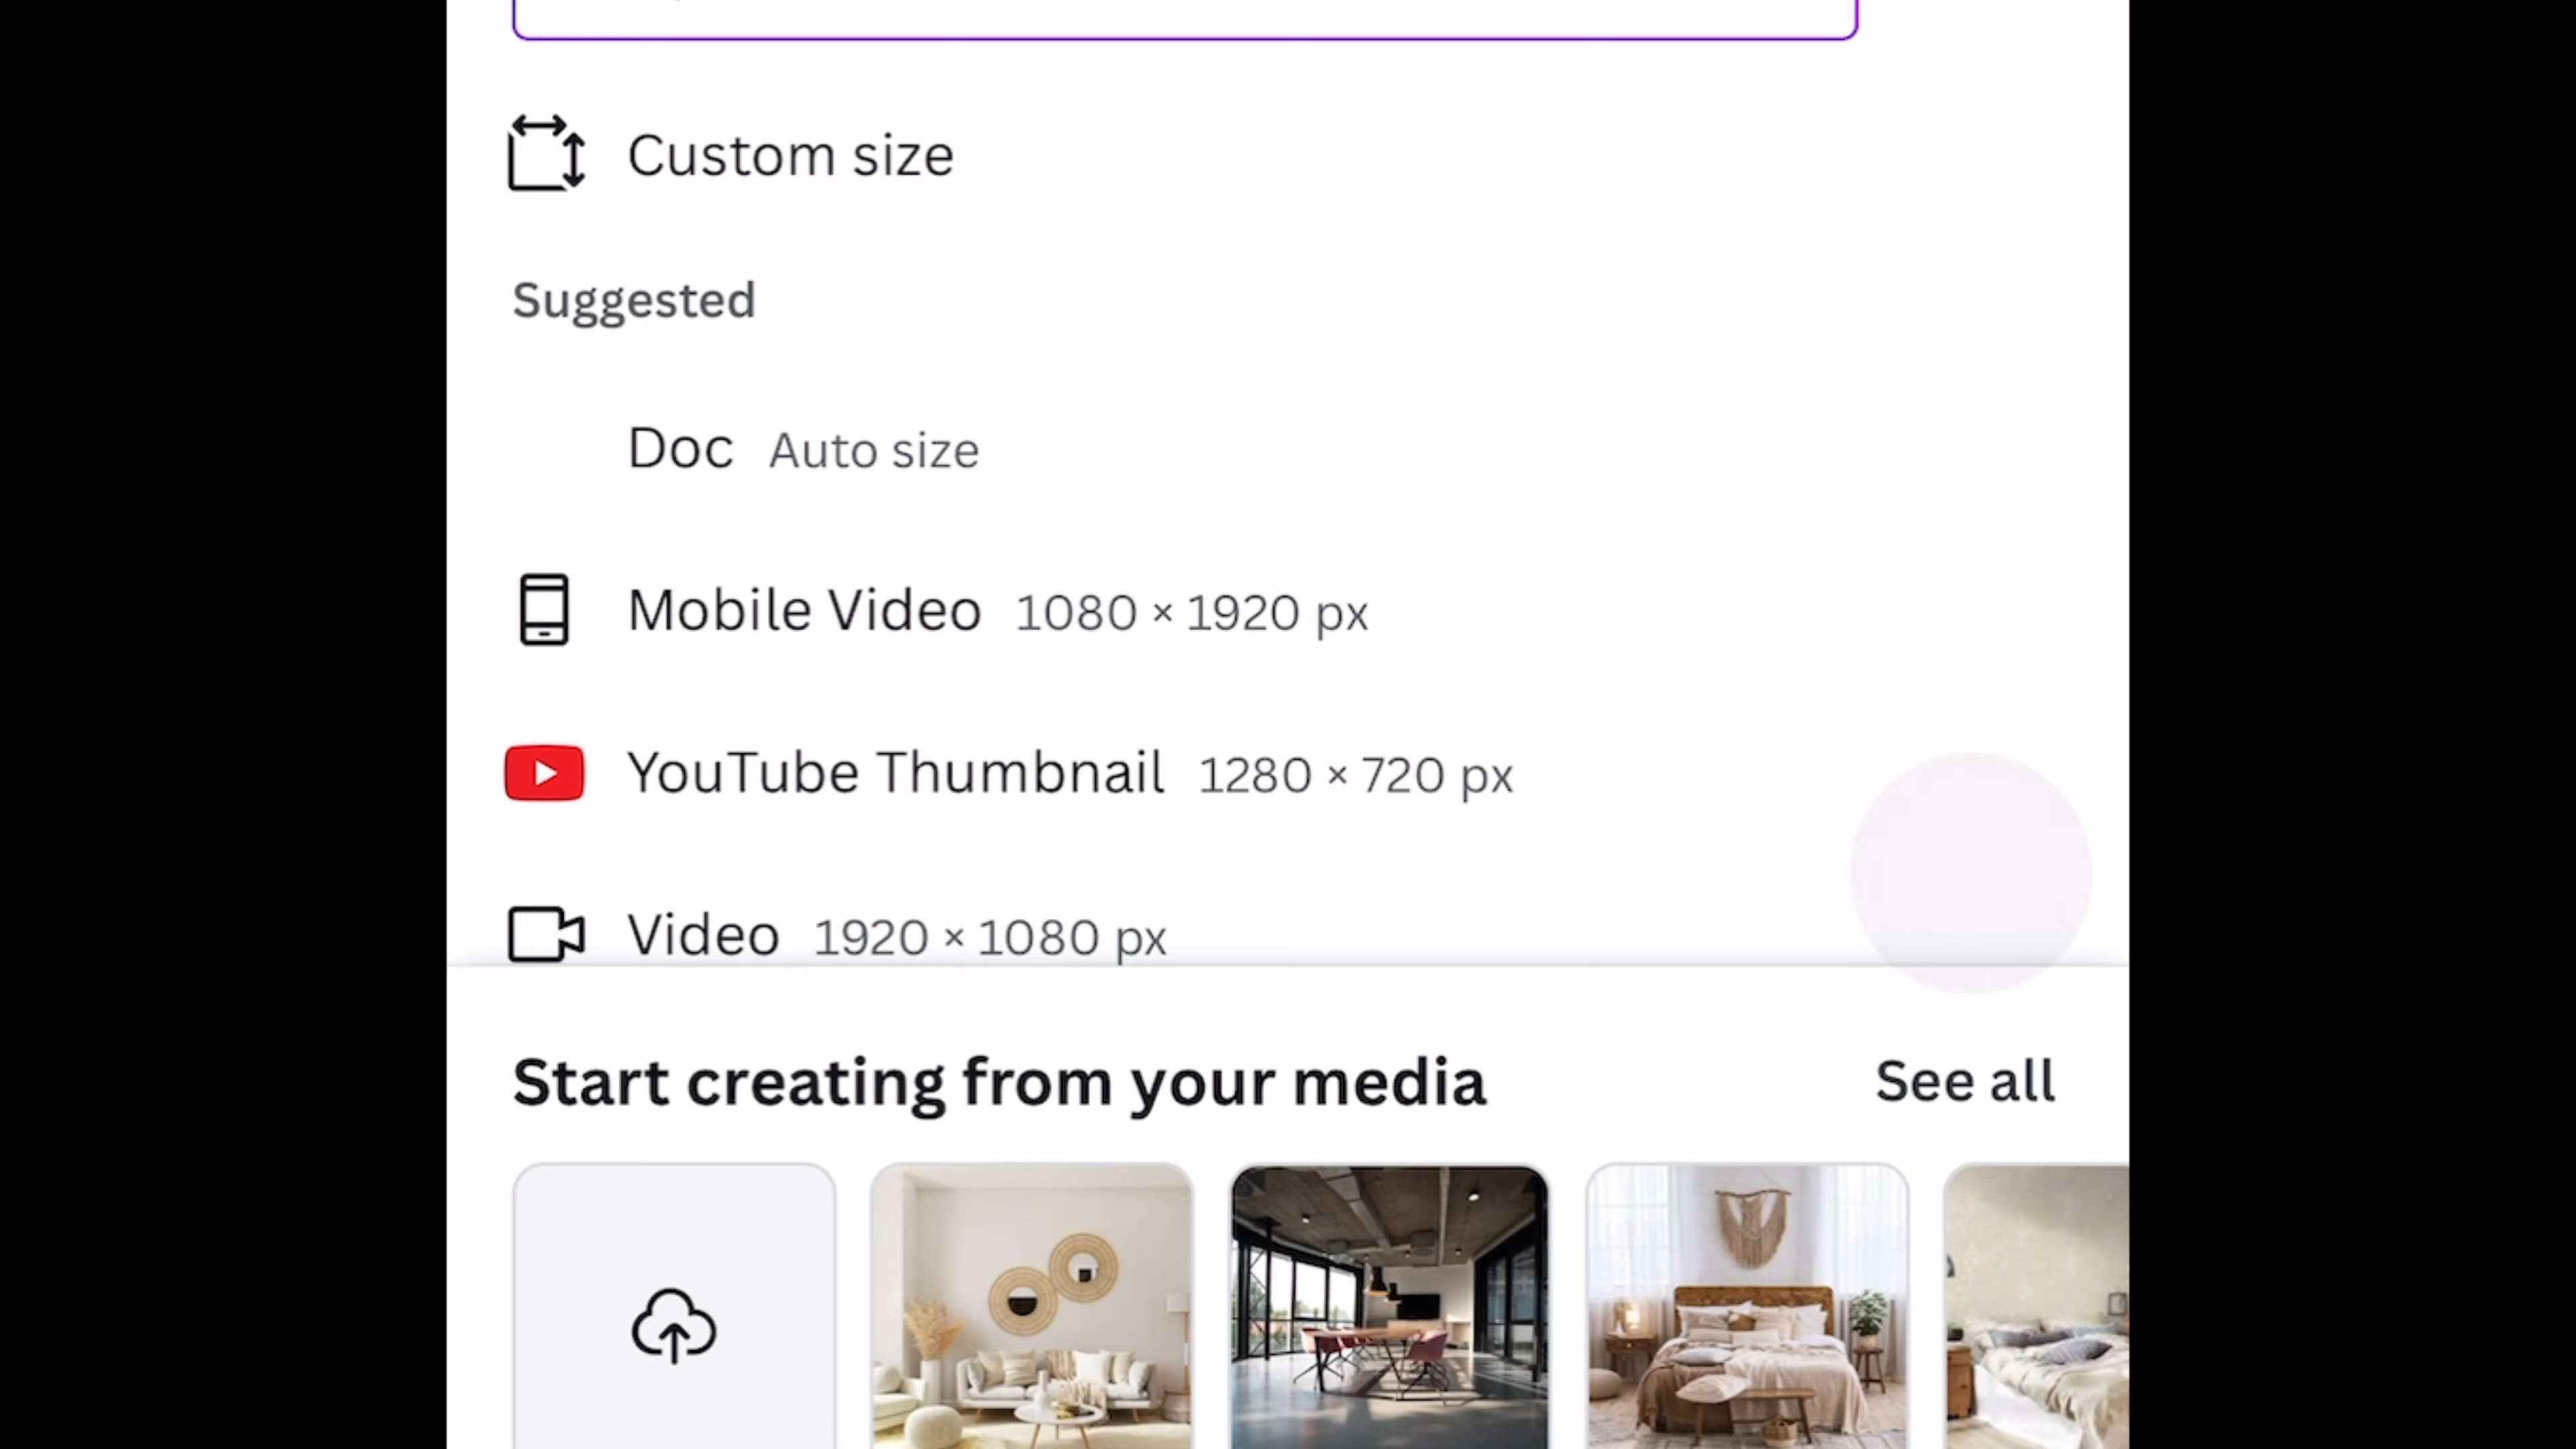 Custom size
Suggested
Doc Auto size
Mobile Video 1080 × 1920 px
YouTube Thumbnail 1280 × 720 px
Video 1920 × 1080 px
Start creating from your media See all